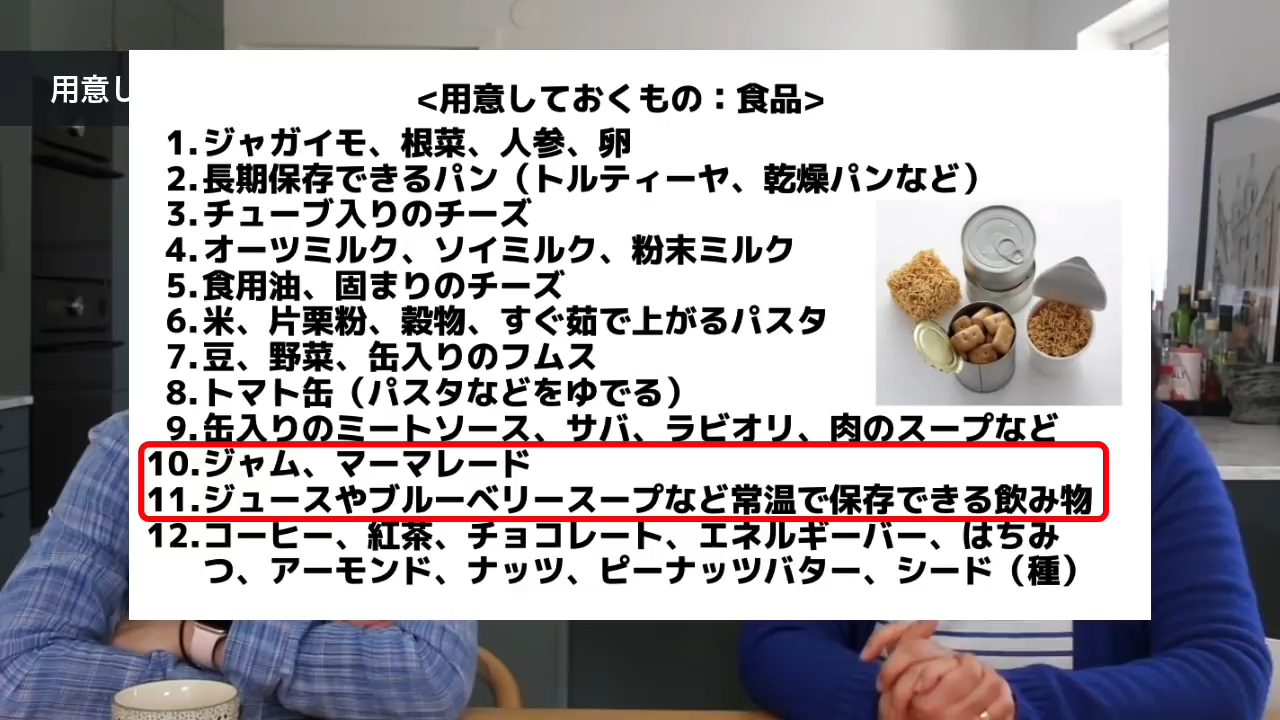 用意し
<用意しておくもの：食品>
1.ジャガイモ、根菜、人参、卵
2.長期保存できるパン（トルティーヤ、乾燥パンなど）
3.チューブ入りのチーズ
4.オーツミルク、ソイミルク、粉末ミルク
5.食用油、固まりのチーズ
6.米、片栗粉、穀物、すぐ茹で上がるパスタ
7.豆、野菜、缶入りのフムス
8.トマト缶（パスタなどをゆでる）
9.缶入りのミートソース、サバ、ラビオリ、肉のスープなど
10.ジャム、マーマレード
11.ジュースやブルーベリースープなど常温で保存できる飲み物
12.コーヒー、紅茶、チョコレート、エネルギーバー、はちみ
つ、アーモンド、ナッツ、ピーナッツバター、シード（種）